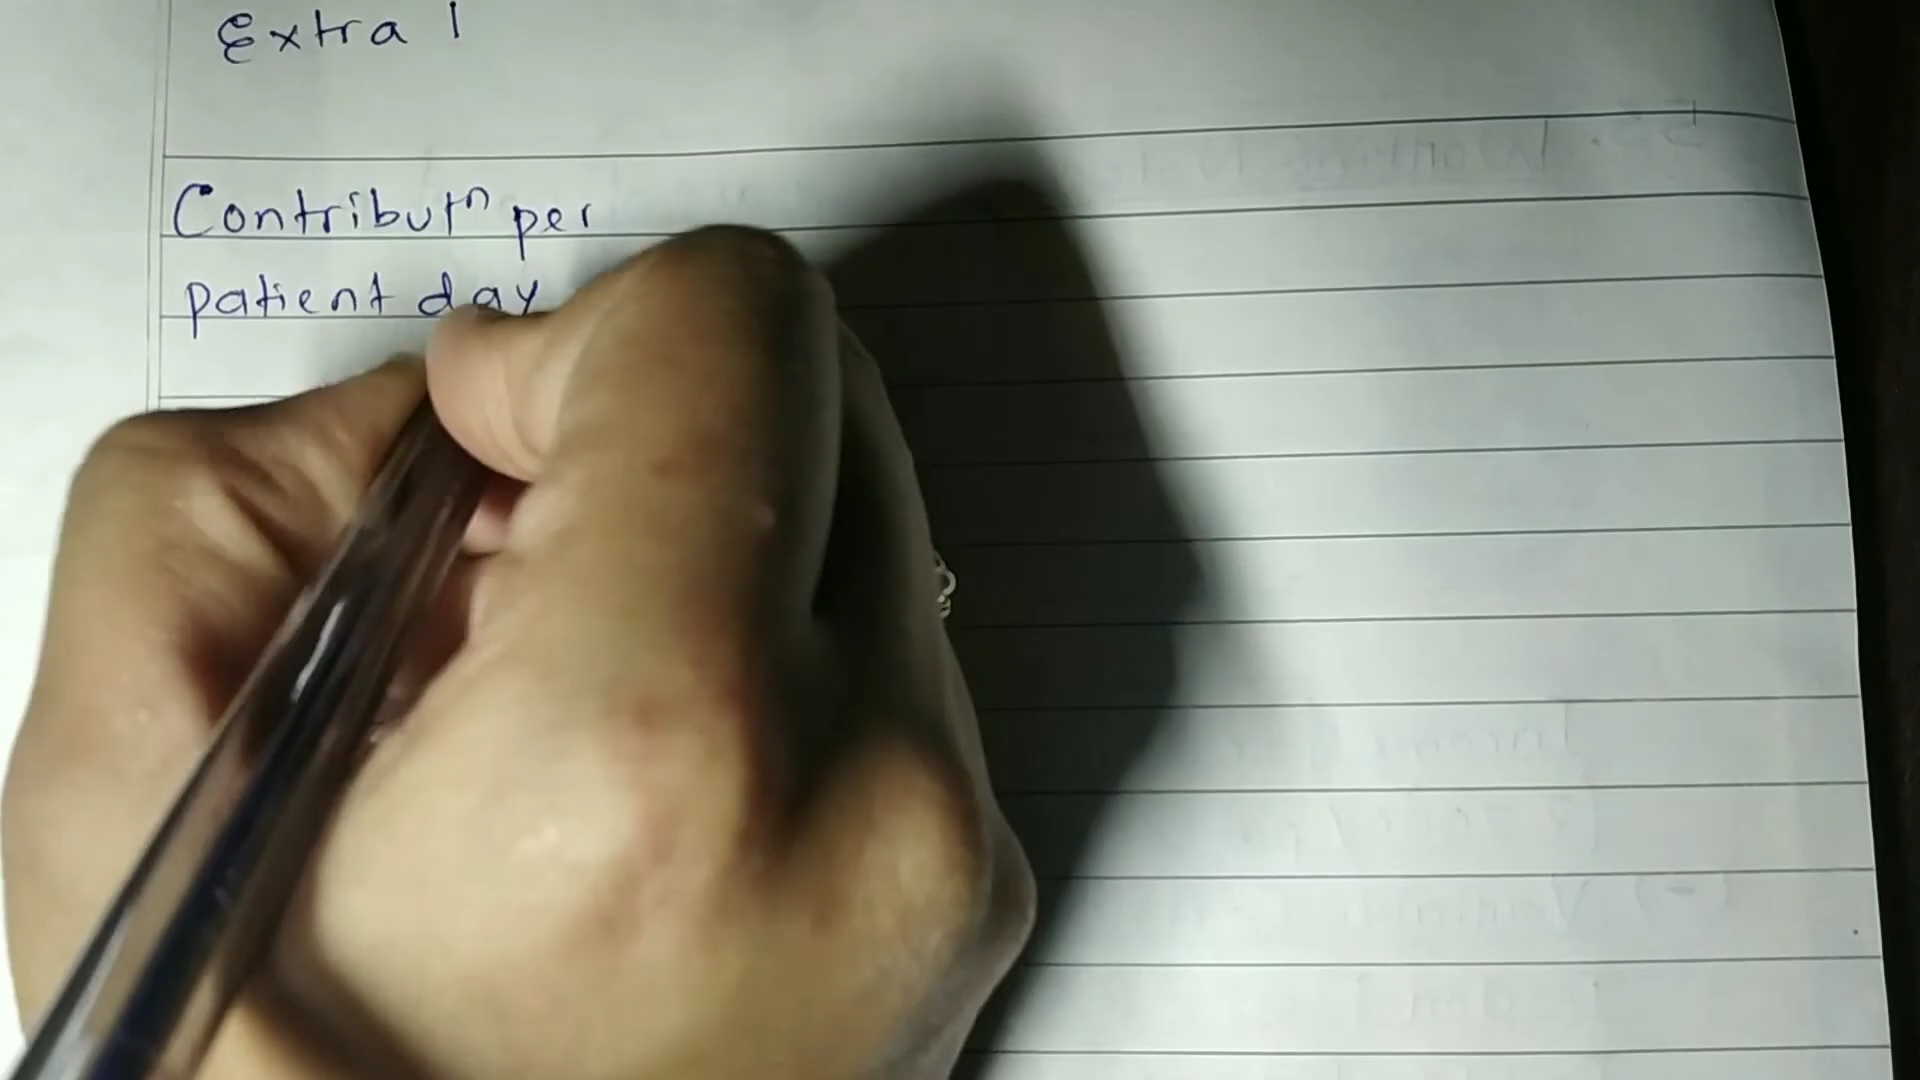 Extra 1
Contributⁿ per
patient day